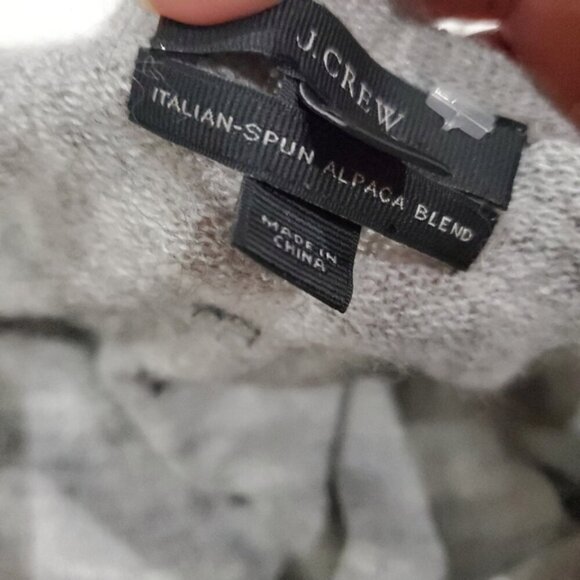 J.CREW
ITALIAN-SPUN ALPACA BLEND
MADE IN
CHINA